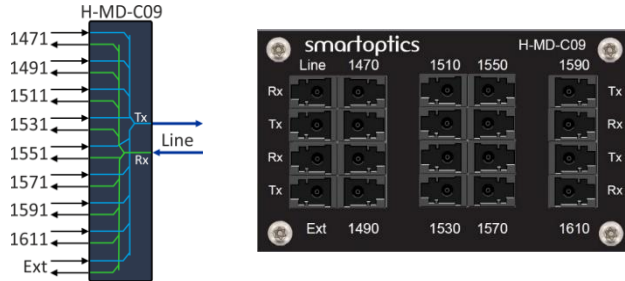 H-MD-C09
1471
1491
1511
1531
1551
1571
1591
1611
Ext
Tx
Rx
Line
smartoptics H-MD-C09
Line 1470 1510 1550 1590
Rx Tx
Tx Rx
Rx Tx
Tx Rx
Ext 1490 1530 1570 1610